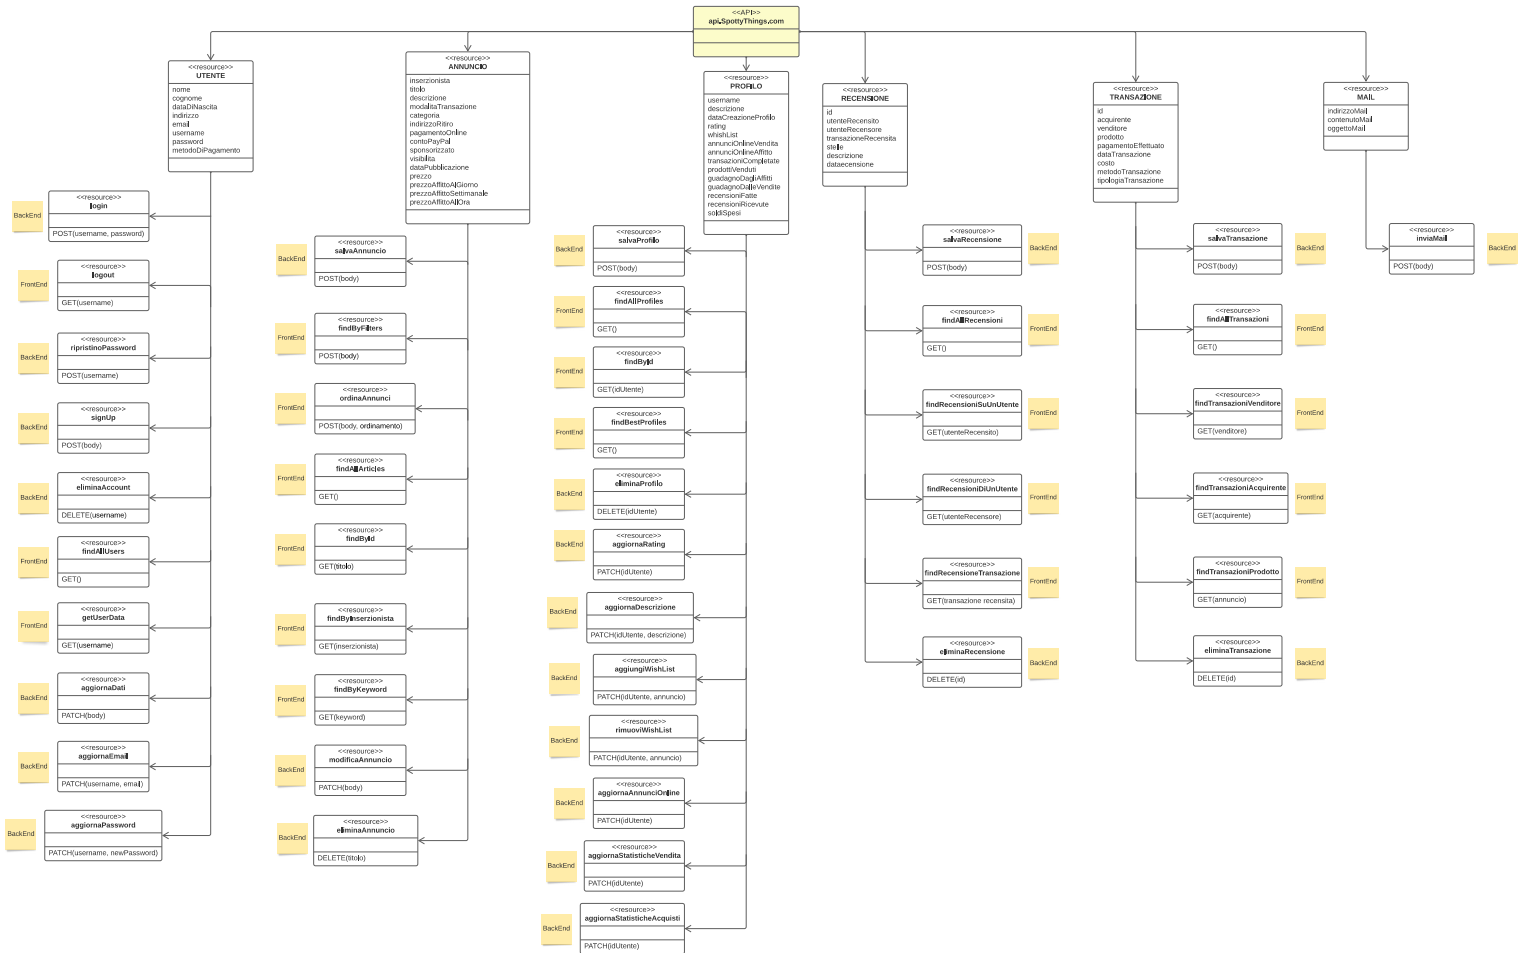 <<API>>
api.SpottyThings.com
<<resource>>
UTENTE
nome
cognome
dataDiNascita
indirizzo
email
username
password
metodoDiPagamento
BackEnd
<<resource>>
login
POST(username, password)
FrontEnd
<<resource>>
logout
GET(username)
BackEnd
<<resource>>
ripristinoPassword
POST(username)
BackEnd
<<resource>>
signUp
POST(body)
BackEnd
<<resource>>
eliminaAccount
DELETE(username)
FrontEnd
<<resource>>
findAllUsers
GET()
FrontEnd
<<resource>>
getUserData
GET(username)
BackEnd
<<resource>>
aggiornaDati
PATCH(body)
BackEnd
<<resource>>
aggiornaEmail
PATCH(username, email)
BackEnd
<<resource>>
aggiornaPassword
PATCH(username, newPassword)
<<resource>>
ANNUNCIO
inserzionista
titolo
descrizione
modalitaTransazione
categoria
indirizzoRitiro
pagamentoOnline
contoPayPal
sponsorizzato
visibilita
dataPubblicazione
prezzo
prezzoAffittoAlGiorno
prezzoAffittoSettimanale
prezzoAffittoAllOra
BackEnd
<<resource>>
salvaAnnuncio
POST(body)
FrontEnd
<<resource>>
findByFilters
POST(body)
FrontEnd
<<resource>>
ordinaAnnunci
POST(body, ordinamento)
FrontEnd
<<resource>>
findAllArticles
GET()
FrontEnd
<<resource>>
findById
GET(titolo)
FrontEnd
<<resource>>
findByInserzionista
GET(inserzionista)
FrontEnd
<<resource>>
findByKeyword
GET(keyword)
BackEnd
<<resource>>
modificaAnnuncio
PATCH(body)
BackEnd
<<resource>>
eliminaAnnuncio
DELETE(titolo)
<<resource>>
PROFILO
username
descrizione
dataCreazioneProfilo
rating
whishList
annunciOnlineVendita
annunciOnlineAffitto
transazioniCompletate
prodottiVenduti
guadagnoDagliAffitti
guadagnoDalleVendite
recensioniFatte
recensioniRicevute
soldiSpesi
BackEnd
<<resource>>
salvaProfilo
POST(body)
FrontEnd
<<resource>>
findAllProfiles
GET()
FrontEnd
<<resource>>
findById
GET(idUtente)
FrontEnd
<<resource>>
findBestProfiles
GET()
BackEnd
<<resource>>
eliminaProfilo
DELETE(idUtente)
BackEnd
<<resource>>
aggiornaRating
PATCH(idUtente)
BackEnd
<<resource>>
aggiornaDescrizione
PATCH(idUtente, descrizione)
BackEnd
<<resource>>
aggiungiWishList
PATCH(idUtente, annuncio)
BackEnd
<<resource>>
rimuoviWishList
PATCH(idUtente, annuncio)
BackEnd
<<resource>>
aggiornaAnnunciOnline
PATCH(idUtente)
BackEnd
<<resource>>
aggiornaStatisticheVendita
PATCH(idUtente)
BackEnd
<<resource>>
aggiornaStatisticheAcquisti
PATCH(idUtente)
<<resource>>
RECENSIONE
id
utenteRecensito
utenteRecensore
transazioneRecensita
stelle
descrizione
dataecensione
<<resource>>
salvaRecensione
POST(body)
BackEnd
<<resource>>
findAllRecensioni
GET()
FrontEnd
<<resource>>
findRecensioniSuUnUtente
GET(utenteRecensito)
FrontEnd
<<resource>>
findRecensioniDiUnUtente
GET(utenteRecensore)
FrontEnd
<<resource>>
findRecensioneTransazione
GET(transazione recensita)
FrontEnd
<<resource>>
eliminaRecensione
DELETE(id)
BackEnd
<<resource>>
TRANSAZIONE
id
acquirente
venditore
prodotto
pagamentoEffettuato
dataTransazione
costo
metodoTransazione
tipologiaTransazione
<<resource>>
salvaTransazione
POST(body)
BackEnd
<<resource>>
findAllTransazioni
GET()
FrontEnd
<<resource>>
findTransazioniVenditore
GET(venditore)
FrontEnd
<<resource>>
findTransazioniAcquirente
GET(acquirente)
FrontEnd
<<resource>>
findTransazioniProdotto
GET(annuncio)
FrontEnd
<<resource>>
eliminaTransazione
DELETE(id)
BackEnd
<<resource>>
MAIL
indirizzoMail
contenutoMail
oggettoMail
<<resource>>
inviaMail
POST(body)
BackEnd